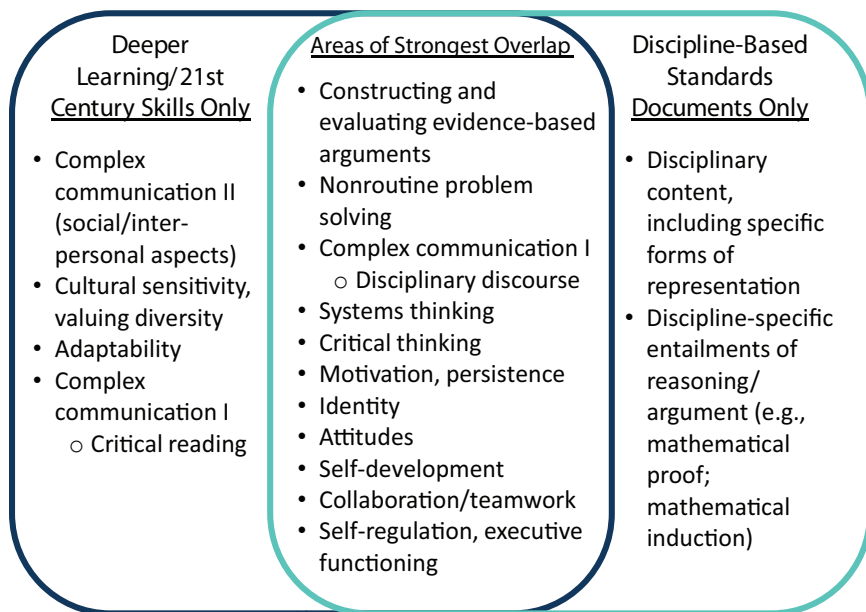 Deeper
Learning/21st
Century Skills Only
• Complex
communication II
(social/inter-
personal aspects)
• Cultural sensitivity,
valuing diversity
• Adaptability
• Complex
communication I
o Critical reading
Areas of Strongest Overlap
• Constructing and
evaluating evidence-based
arguments
• Nonroutine problem
solving
• Complex communication I
o Disciplinary discourse
• Systems thinking
• Critical thinking
• Motivation, persistence
• Identity
• Attitudes
• Self-development
• Collaboration/teamwork
• Self-regulation, executive
functioning
Discipline-Based
Standards
Documents Only
• Disciplinary
content,
including specific
forms of
representation
• Discipline-specific
entailments of
reasoning/
argument (e.g.,
mathematical
proof;
mathematical
induction)